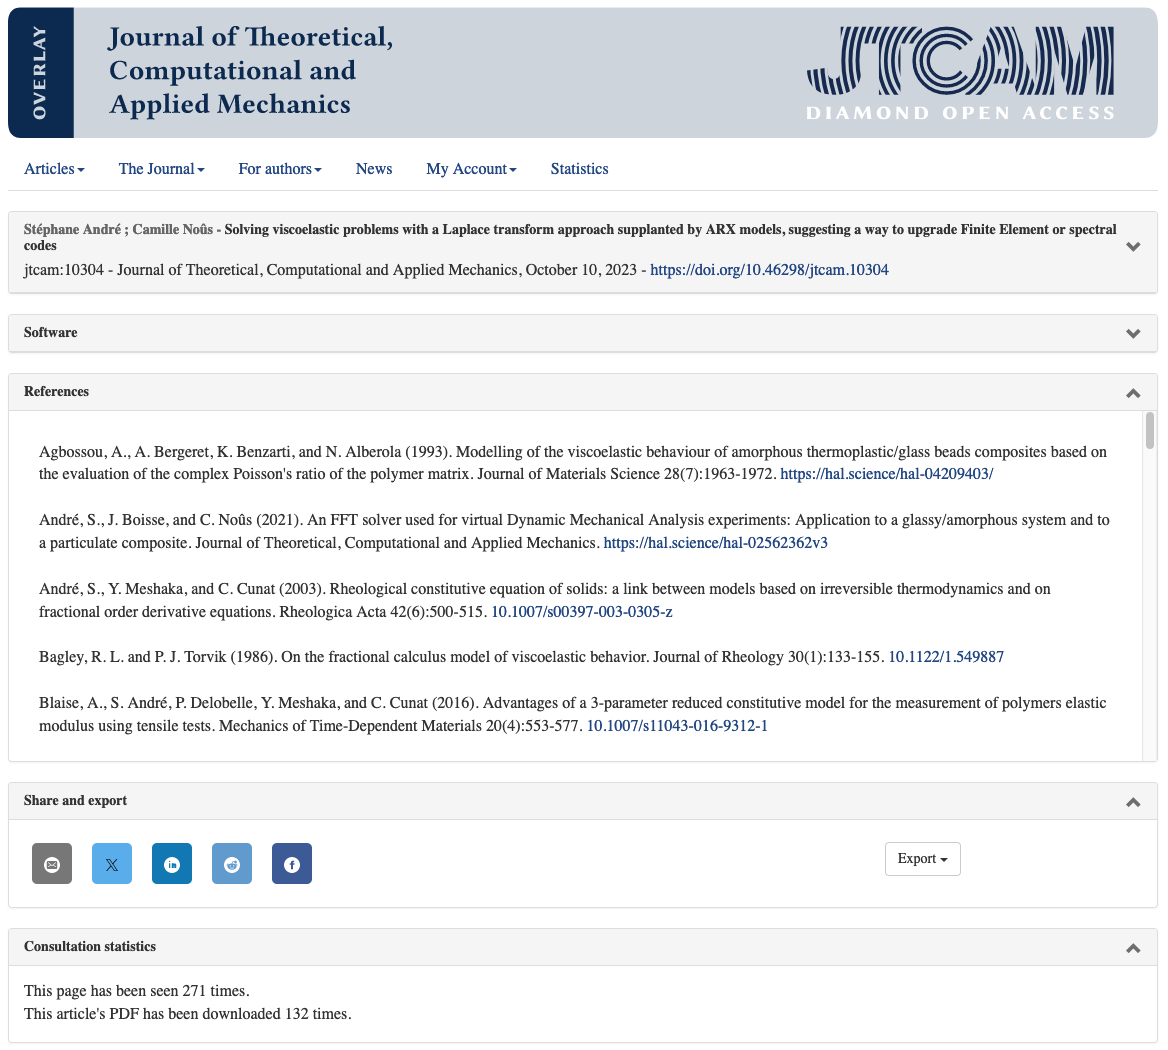 OVERLAY
Journal of Theoretical,
Computational and
Applied Mechanics
JTCAM
DIAMOND OPEN ACCESS
Articles The Journal For authors News My Account Statistics
Stéphane André ; Camille Noûs - Solving viscoelastic problems with a Laplace transform approach supplanted by ARX models, suggesting a way to upgrade Finite Element or spectral
codes
jtcam:10304 - Journal of Theoretical, Computational and Applied Mechanics, October 10, 2023 - https://doi.org/10.46298/jtcam.10304
Software
References
Agbossou, A., A. Bergeret, K. Benzarti, and N. Alberola (1993). Modelling of the viscoelastic behaviour of amorphous thermoplastic/glass beads composites based on
the evaluation of the complex Poisson's ratio of the polymer matrix. Journal of Materials Science 28(7):1963-1972. https://hal.science/hal-04209403/
André, S., J. Boisse, and C. Noûs (2021). An FFT solver used for virtual Dynamic Mechanical Analysis experiments: Application to a glassy/amorphous system and to
a particulate composite. Journal of Theoretical, Computational and Applied Mechanics. https://hal.science/hal-02562362v3
André, S., Y. Meshaka, and C. Cunat (2003). Rheological constitutive equation of solids: a link between models based on irreversible thermodynamics and on
fractional order derivative equations. Rheologica Acta 42(6):500-515. 10.1007/s00397-003-0305-z
Bagley, R. L. and P. J. Torvik (1986). On the fractional calculus model of viscoelastic behavior. Journal of Rheology 30(1):133-155. 10.1122/1.549887
Blaise, A., S. André, P. Delobelle, Y. Meshaka, and C. Cunat (2016). Advantages of a 3-parameter reduced constitutive model for the measurement of polymers elastic
modulus using tensile tests. Mechanics of Time-Dependent Materials 20(4):553-577. 10.1007/s11043-016-9312-1
Share and export
Export
Consultation statistics
This page has been seen 271 times.
This article's PDF has been downloaded 132 times.